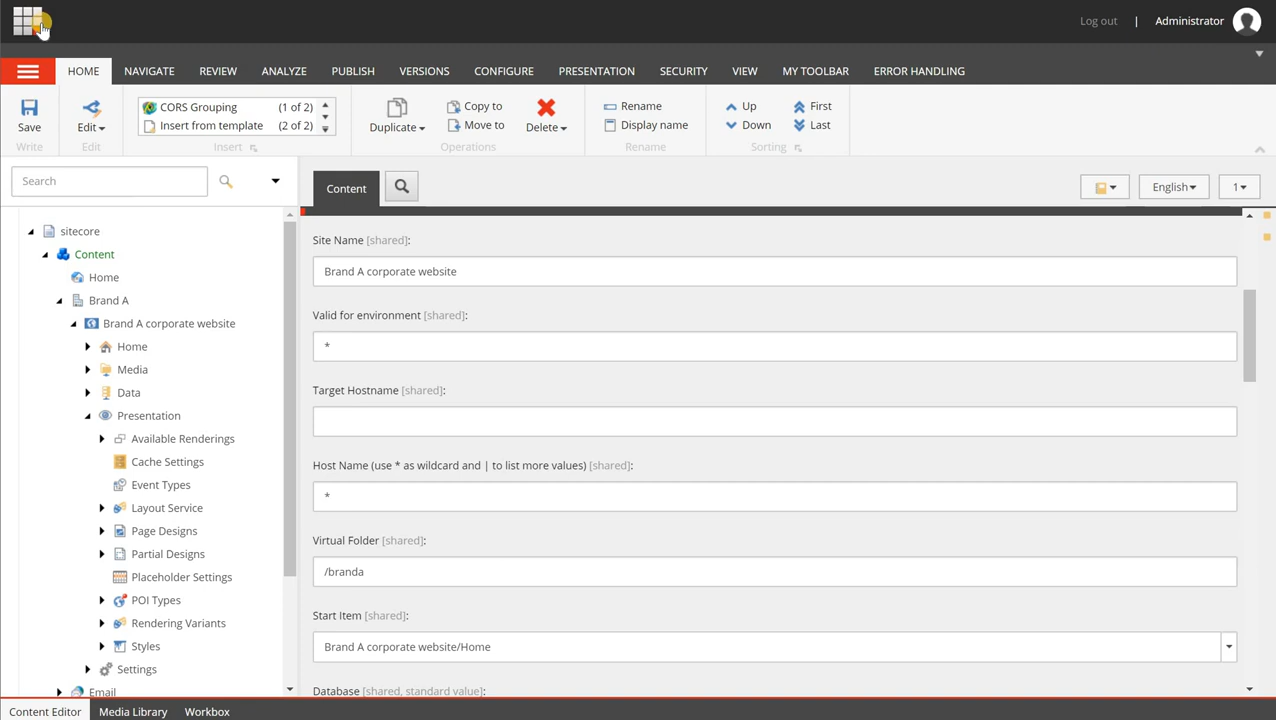 Log out | Administrator
HOME NAVIGATE REVIEW ANALYZE PUBLISH VERSIONS CONFIGURE PRESENTATION SECURITY VIEW MY TOOLBAR ERROR HANDLING
CORS Grouping (1 of 2)
Insert from template (2 of 2)
Save
Write
Edit
Edit
Insert
Duplicate
Copy to
Move to
Delete
Operations
Rename
Display name
Rename
Up
Down
First
Last
Sorting
Search
Content
English
1
sitecore
Content
Home
Brand A
Brand A corporate website
Home
Media
Data
Presentation
Available Renderings
Cache Settings
Event Types
Layout Service
Page Designs
Partial Designs
Placeholder Settings
POI Types
Rendering Variants
Styles
Settings
Email
Site Name [shared]:
Brand A corporate website
Valid for environment [shared]:
*
Target Hostname [shared]:
Host Name (use * as wildcard and | to list more values) [shared]:
*
Virtual Folder [shared]:
/branda
Start Item [shared]:
Brand A corporate website/Home
Database [shared, standard value]:
Content Editor Media Library Workbox